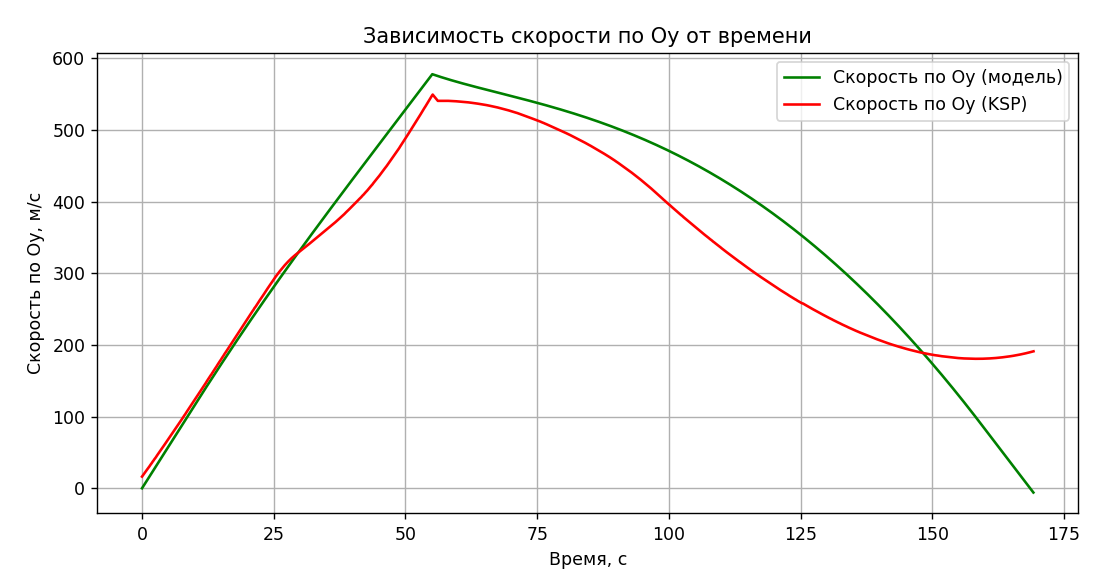 Зависимость скорости по Oy от времени
Скорость по Oy (модель)
Скорость по Oy (KSP)
Скорость по Oy, м/с
600
500
400
300
200
100
0
0 25 50 75 100 125 150 175
Время, с